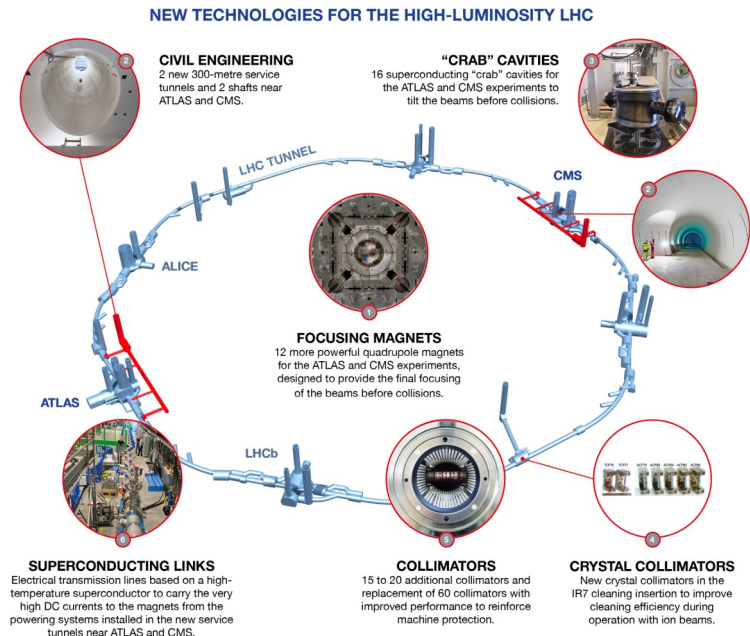 NEW TECHNOLOGIES FOR THE HIGH-LUMINOSITY LHC
2
CIVIL ENGINEERING
2 new 300-metre service
tunnels and 2 shafts near
ATLAS and CMS.
“CRAB” CAVITIES
16 superconducting “crab” cavities for
the ATLAS and CMS experiments to
tilt the beams before collisions.
3
LHC TUNNEL
CMS
2
ALICE
1
FOCUSING MAGNETS
12 more powerful quadrupole magnets
for the ATLAS and CMS experiments,
designed to provide the final focusing
of the beams before collisions.
ATLAS
LHCb
6
5
4
SUPERCONDUCTING LINKS
Electrical transmission lines based on a high-
temperature superconductor to carry the very
high DC currents to the magnets from the
powering systems installed in the new service
tunnels near ATLAS and CMS.
COLLIMATORS
15 to 20 additional collimators and
replacement of 60 collimators with
improved performance to reinforce
machine protection.
CRYSTAL COLLIMATORS
New crystal collimators in the
IR7 cleaning insertion to improve
cleaning efficiency during
operation with ion beams.